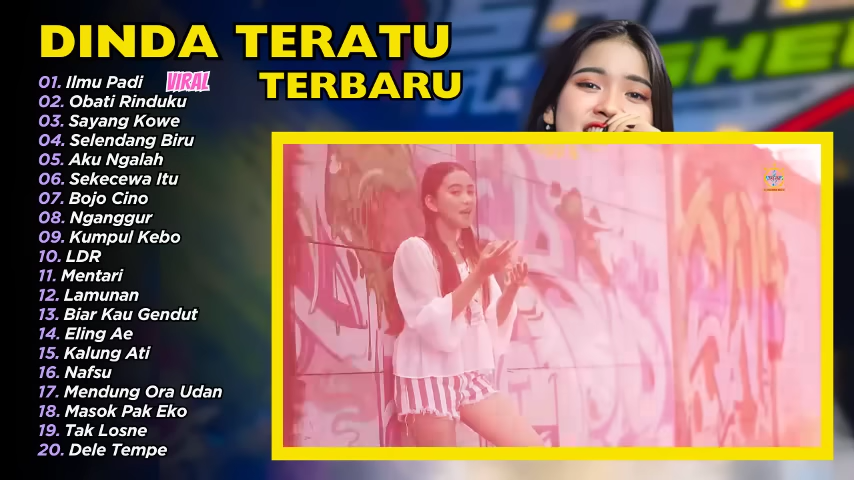 DINDA TERATU
TERBARU
01. Ilmu Padi VIRAL
02. Obati Rinduku
03. Sayang Kowe
04. Selendang Biru
05. Aku Ngalah
06. Sekecewa Itu
07. Bojo Cino
08. Nganggur
09. Kumpul Kebo
10. LDR
11. Mentari
12. Lamunan
13. Biar Kau Gendut
14. Eling Ae
15. Kalung Ati
16. Nafsu
17. Mendung Ora Udan
18. Masok Pak Eko
19. Tak Losne
20. Dele Tempe